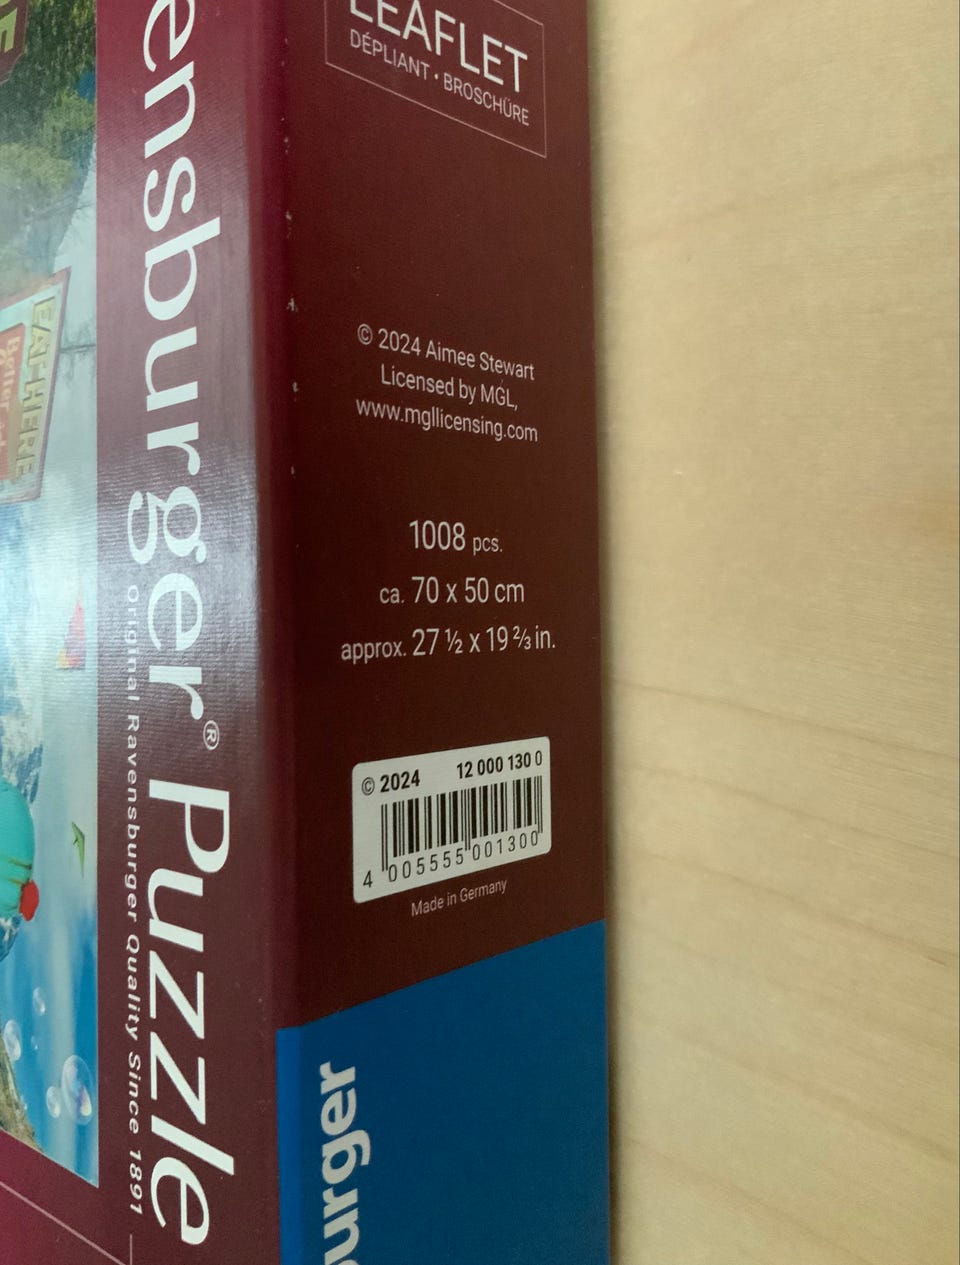 LEAFLET
DÉPLIANT · BROSCHÜRE
© 2024 Aimee Stewart
Licensed by MGL,
www.mgllicensing.com
1008 pcs.
ca. 70 x 50 cm
approx. 27 ½ x 19 ⅔ in.
© 2024 12 000 130 0
4 005555 001300
Made in Germany
ensburger® Puzzle
Original Ravensburger Quality Since 1891
burger
EAT HERE